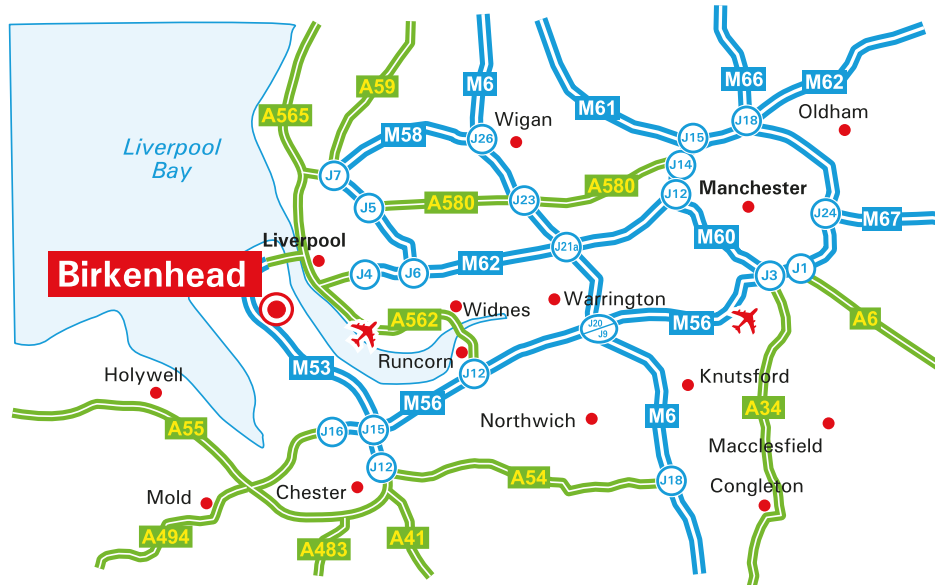 M6
M66
M62
A59
M61
A565
Oldham
Wigan
J18
M58
J26
J15
Liverpool
Bay
J14
J7
A580
Manchester
J12
A580
J23
J5
J24
M67
M60
Liverpool
J21a
M62
Birkenhead
J4
J6
J3
J1
Widnes
Warrington
A562
M56
A6
J20
J9
Runcorn
M53
Holywell
J12
Knutsford
M56
A34
Northwich
M6
A55
J16
J15
Macclesfield
J12
A54
J18
Mold
Chester
Congleton
A494
A483
A41